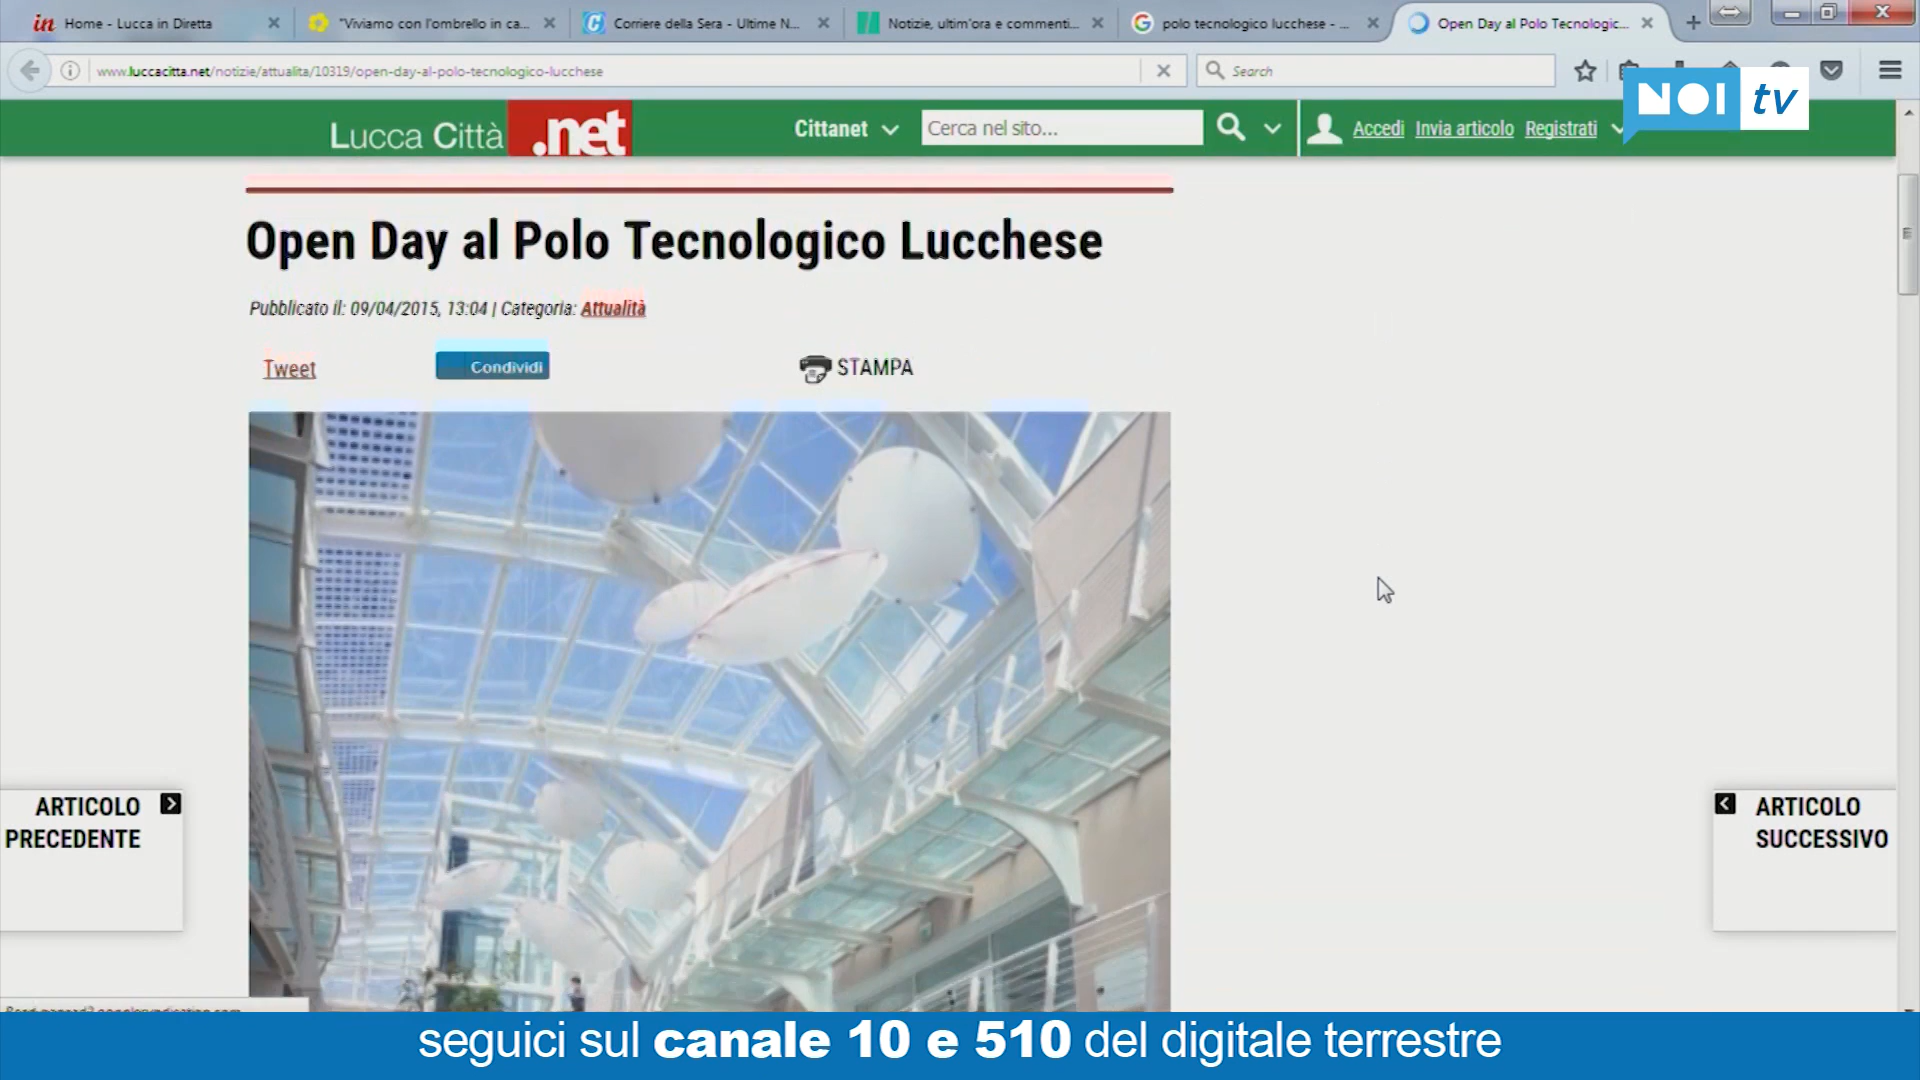 in Home - Lucca in Diretta
"Viviamo con l'ombrello in ca...
Corriere della Sera - Ultime N...
Notizie, ultim'ora e commenti...
polo tecnologico lucchese - ...
Open Day al Polo Tecnologic...
www.luccacitta.net/notizie/attualita/10319/open-day-al-polo-tecnologico-lucchese
Search
NOI tv
Lucca Città .net
Cittanet
Cerca nel sito...
Accedi Invia articolo Registrati
Open Day al Polo Tecnologico Lucchese
Pubblicato il: 09/04/2015, 13:04 | Categoria: Attualità
Tweet
Condividi
STAMPA
ARTICOLO
PRECEDENTE
ARTICOLO
SUCCESSIVO
seguici sul canale 10 e 510 del digitale terrestre